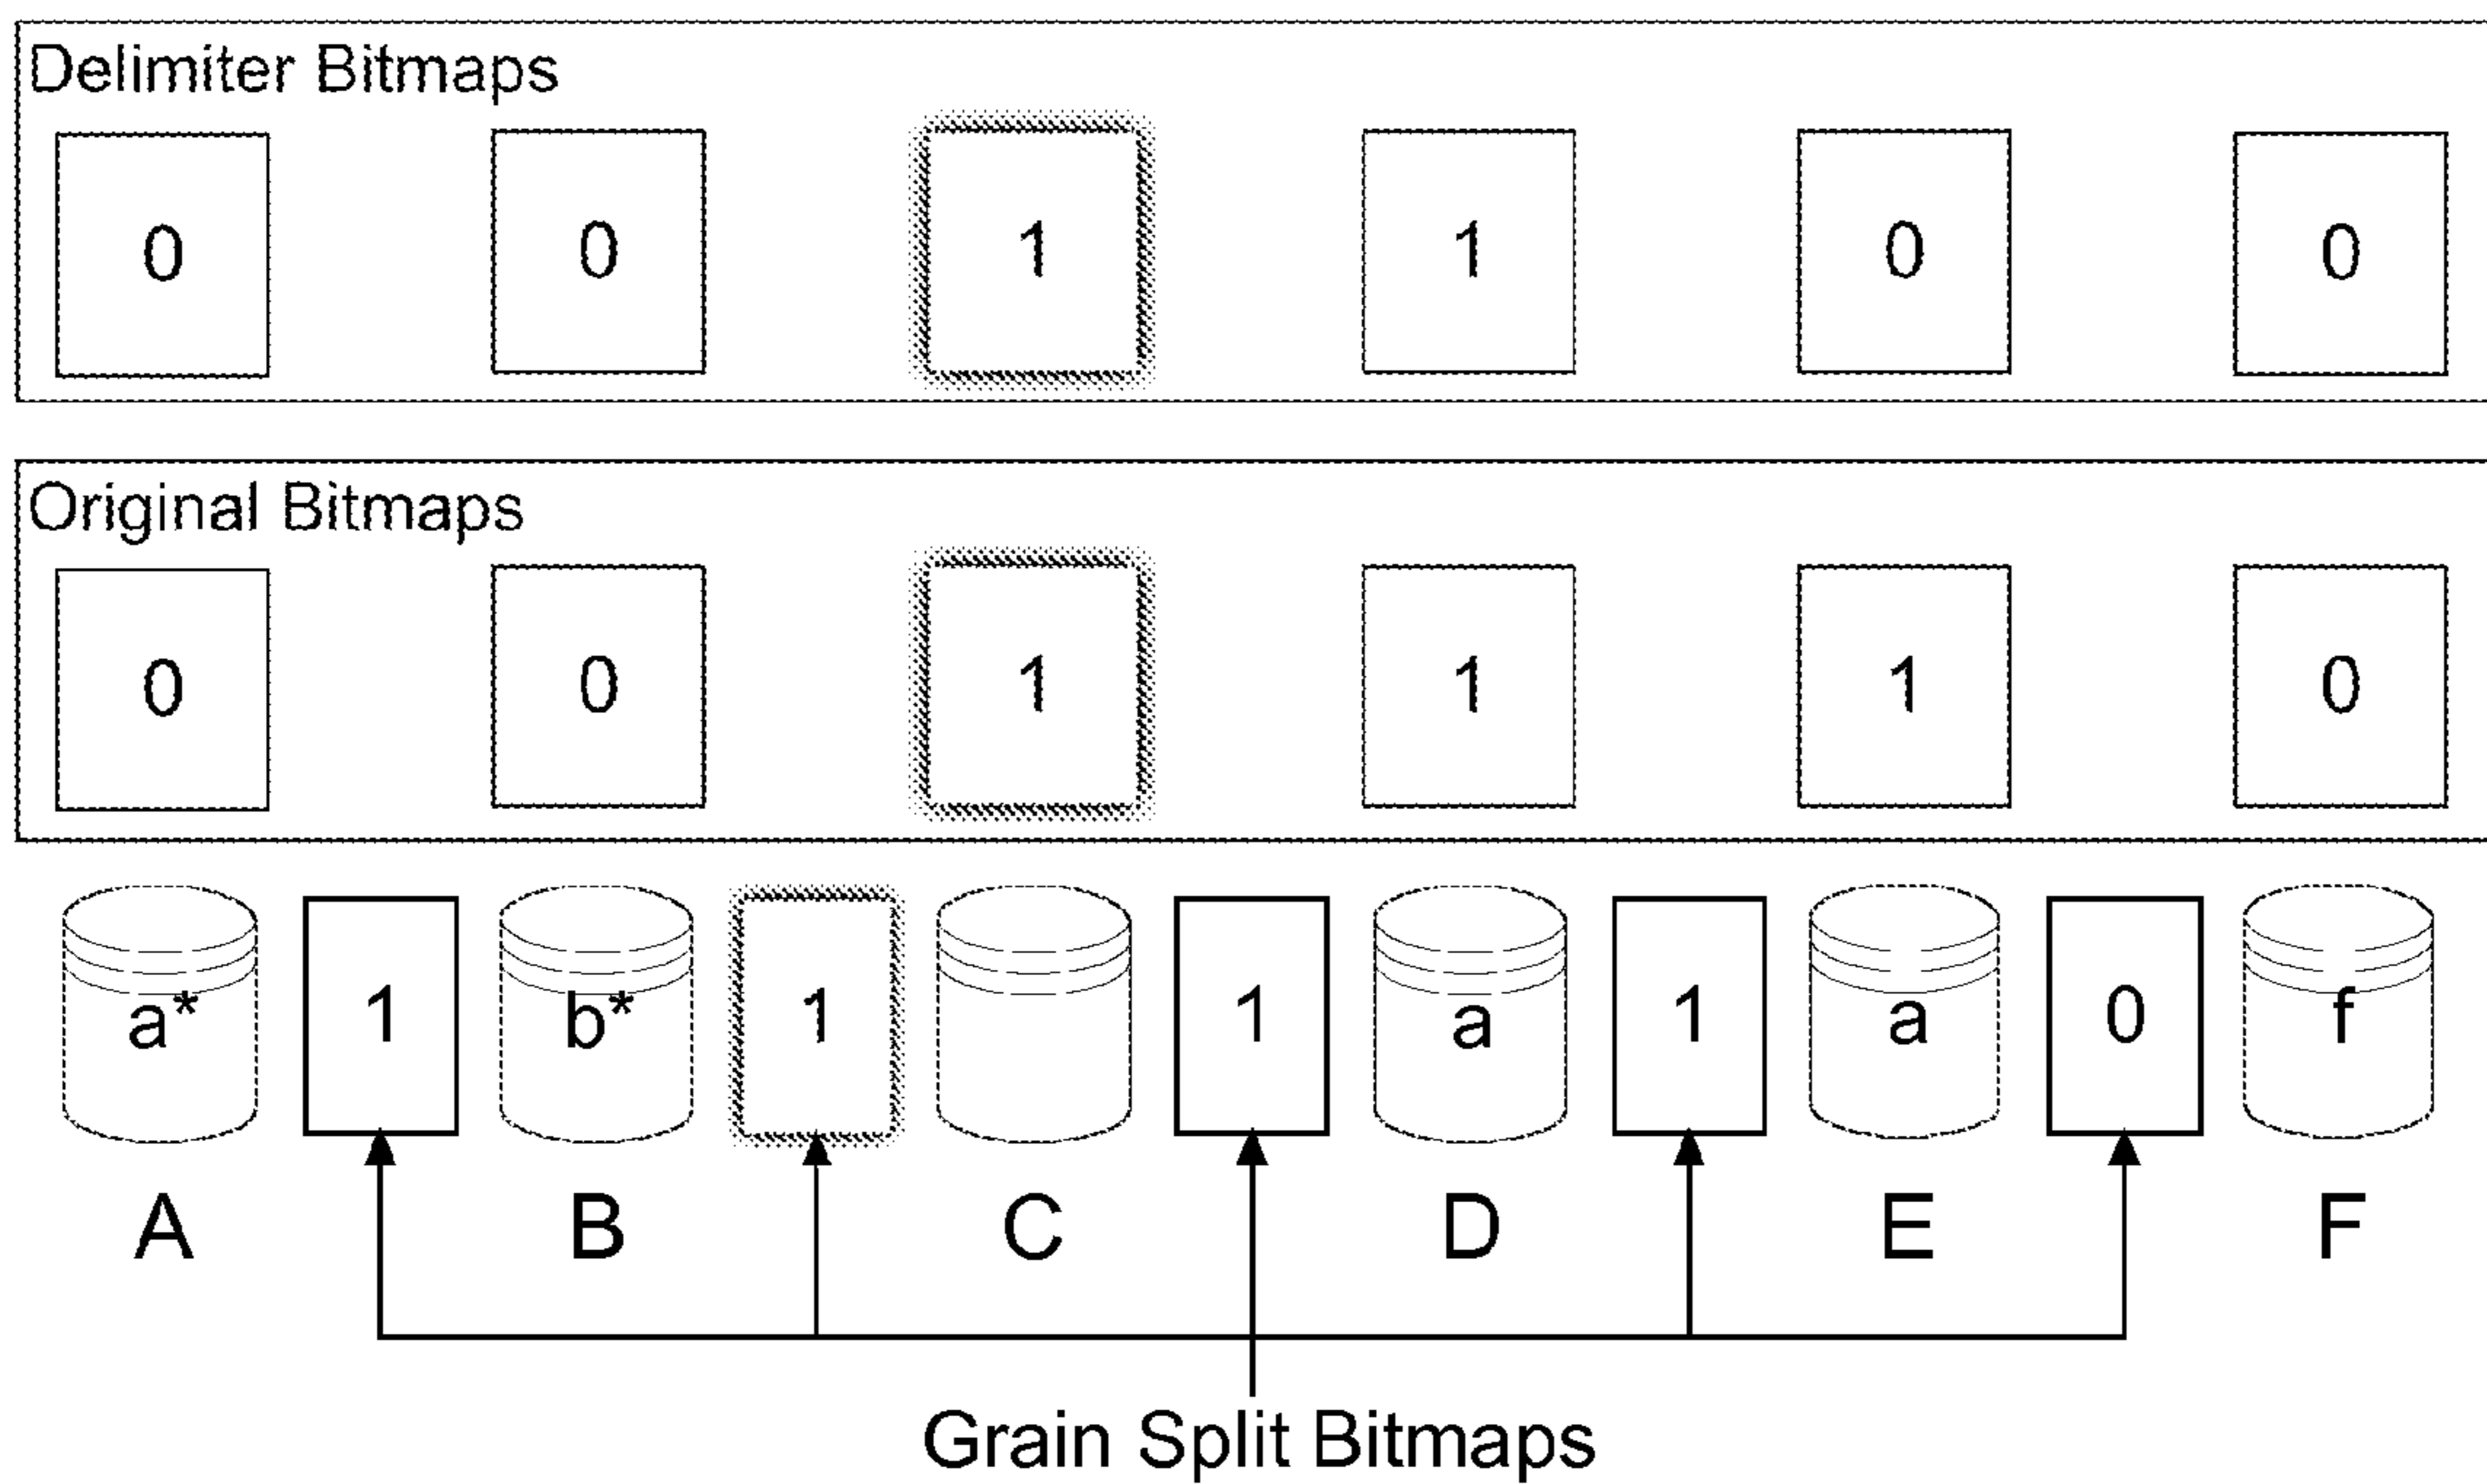 Delimiter Bitmaps
0 0 1 1 0 0
Original Bitmaps
0 0 1 1 1 0
a* 1 b* 1 1 a 1 a 0 f
A B C D E F
Grain Split Bitmaps